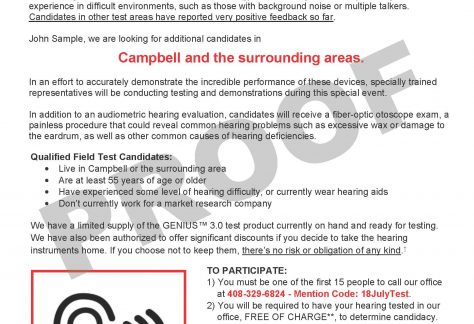 experience in difficult environments, such as those with background noise or multiple talkers.
Candidates in other test areas have reported very positive feedback so far.
John Sample, we are looking for additional candidates in
Campbell and the surrounding areas.
In an effort to accurately demonstrate the incredible performance of these devices, specially trained
representatives will be conducting testing and demonstrations during this special event.
In addition to an audiometric hearing evaluation, candidates will receive a fiber-optic otoscope exam, a
painless procedure that could reveal common hearing problems such as excessive wax or damage to
the eardrum, as well as other common causes of hearing deficiencies.
Qualified Field Test Candidates:
• Live in Campbell or the surrounding area
• Are at least 55 years of age or older
• Have experienced some level of hearing difficulty, or currently wear hearing aids
• Don't currently work for a market research company
We have a limited supply of the GENIUS™ 3.0 test product currently on hand and ready for testing.
We have also been authorized to offer significant discounts if you decide to take the hearing
instruments home. If you choose not to keep them, there's no risk or obligation of any kind.
TO PARTICIPATE:
1) You must be one of the first 15 people to call our office
at 408-329-6824 - Mention Code: 18JulyTest.
2) You will be required to have your hearing tested in our
office, FREE OF CHARGE**, to determine candidacy.
PROOF